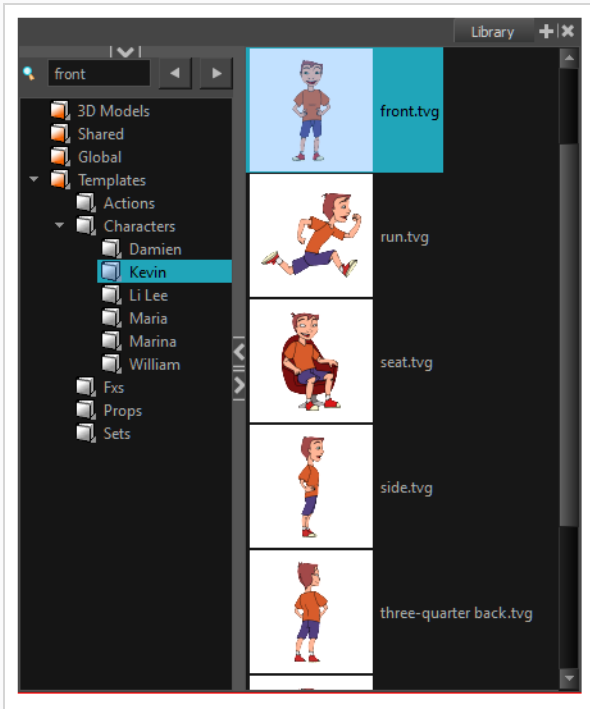 Library
front
3D Models
Shared
Global
Templates
Actions
Characters
Damien
Kevin
Li Lee
Maria
Marina
William
Fxs
Props
Sets
front.tvg
run.tvg
seat.tvg
side.tvg
three-quarter back.tvg